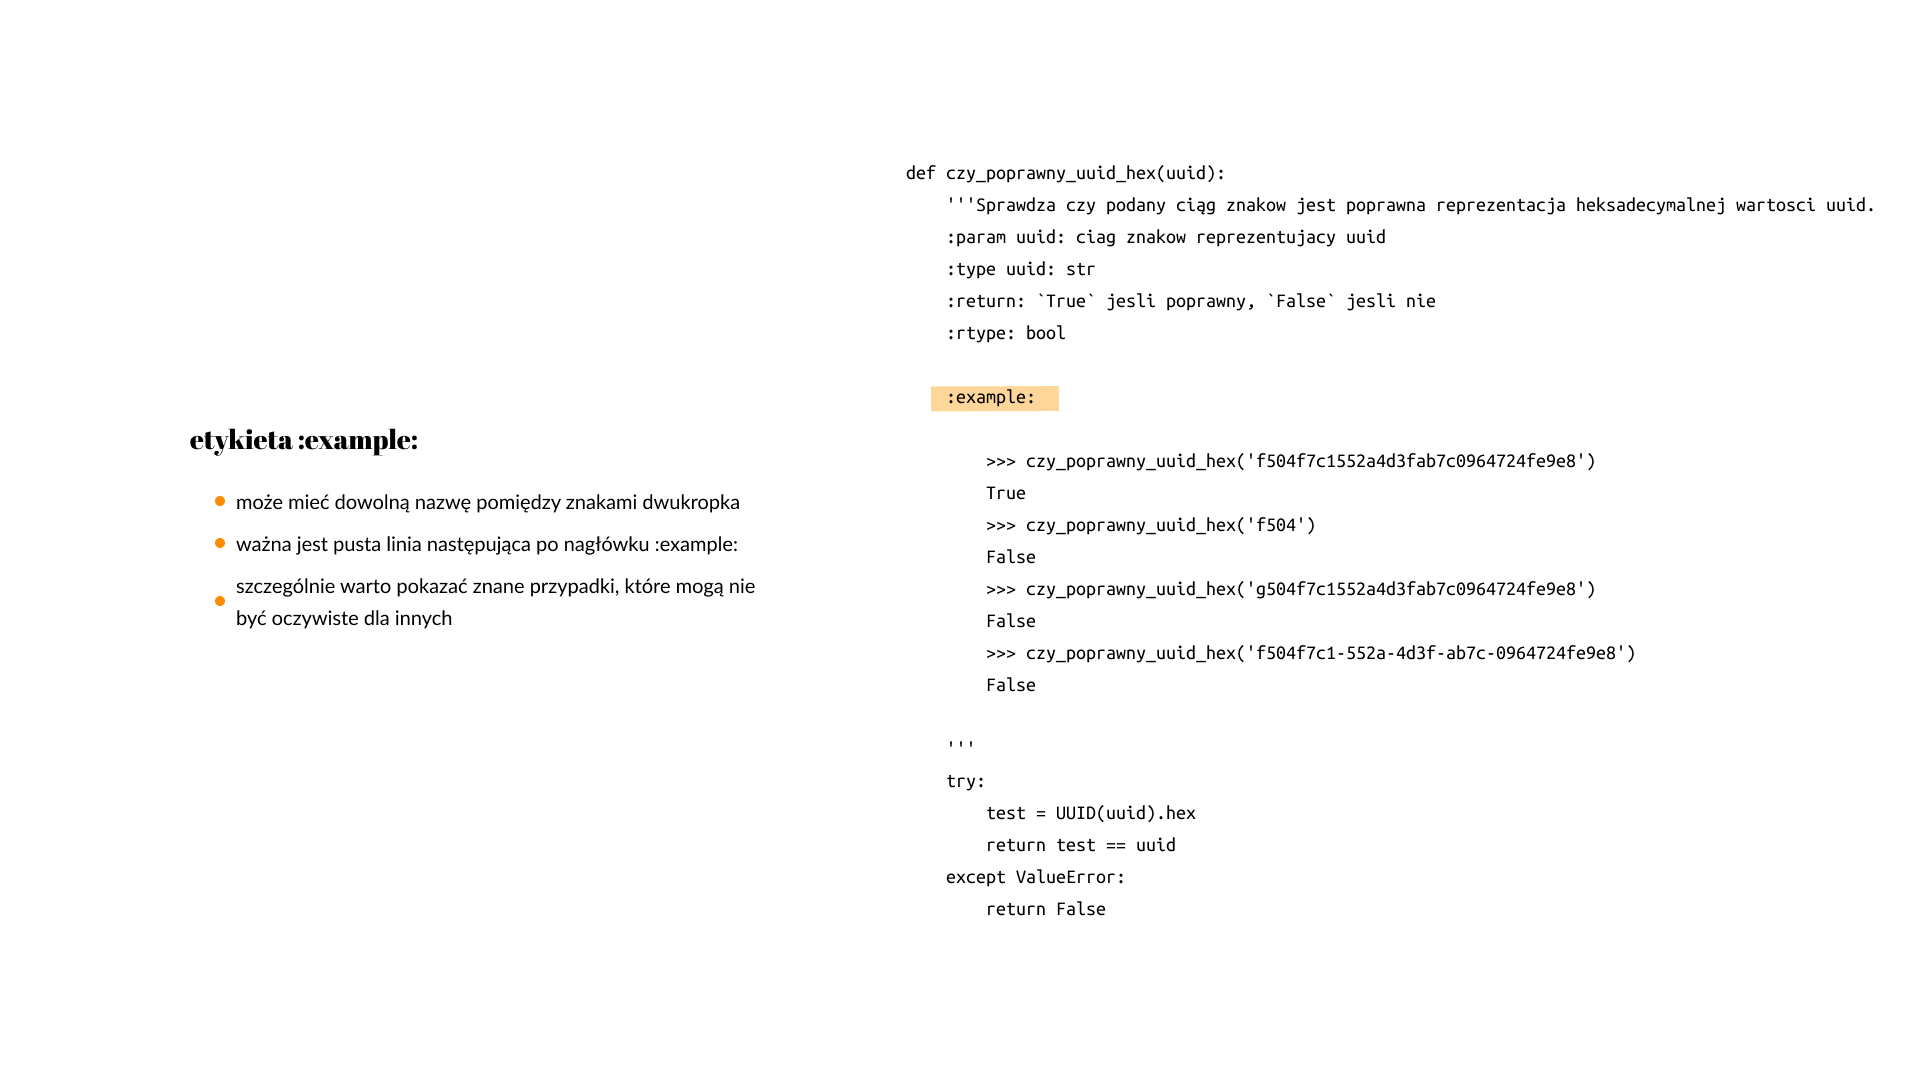 etykieta :example:
może mieć dowolną nazwę pomiędzy znakami dwukropka
ważna jest pusta linia następująca po nagłówku :example:
szczególnie warto pokazać znane przypadki, które mogą nie
być oczywiste dla innych
def czy_poprawny_uuid_hex(uuid):
    '''Sprawdza czy podany ciąg znakow jest poprawna reprezentacja heksadecymalnej wartosci uuid.
    :param uuid: ciag znakow reprezentujacy uuid
    :type uuid: str
    :return: `True` jesli poprawny, `False` jesli nie
    :rtype: bool
    :example:
        >>> czy_poprawny_uuid_hex('f504f7c1552a4d3fab7c0964724fe9e8')
        True
        >>> czy_poprawny_uuid_hex('f504')
        False
        >>> czy_poprawny_uuid_hex('g504f7c1552a4d3fab7c0964724fe9e8')
        False
        >>> czy_poprawny_uuid_hex('f504f7c1-552a-4d3f-ab7c-0964724fe9e8')
        False
    '''
    try:
        test = UUID(uuid).hex
        return test == uuid
    except ValueError:
        return False